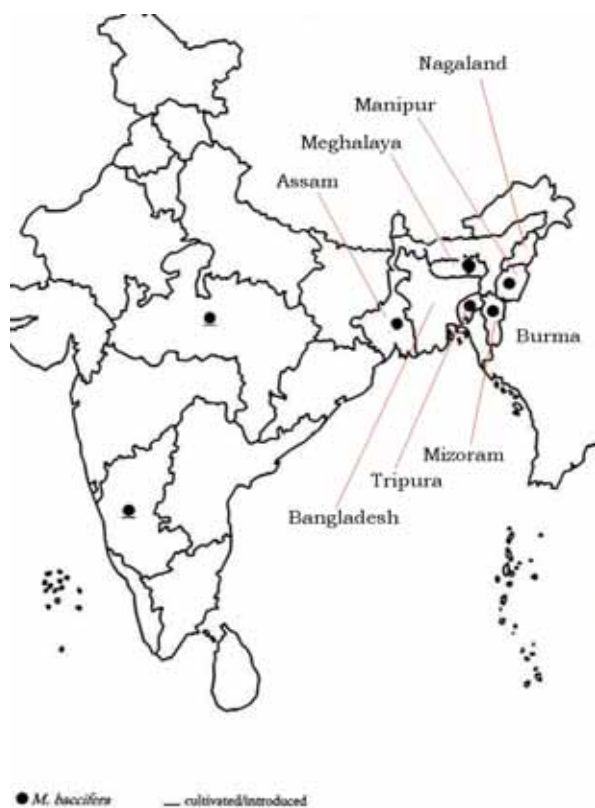 Nagaland
Manipur
Meghalaya
Assam
Burma
Mizoram
Tripura
Bangladesh
M. baccifera
cultivated/introduced